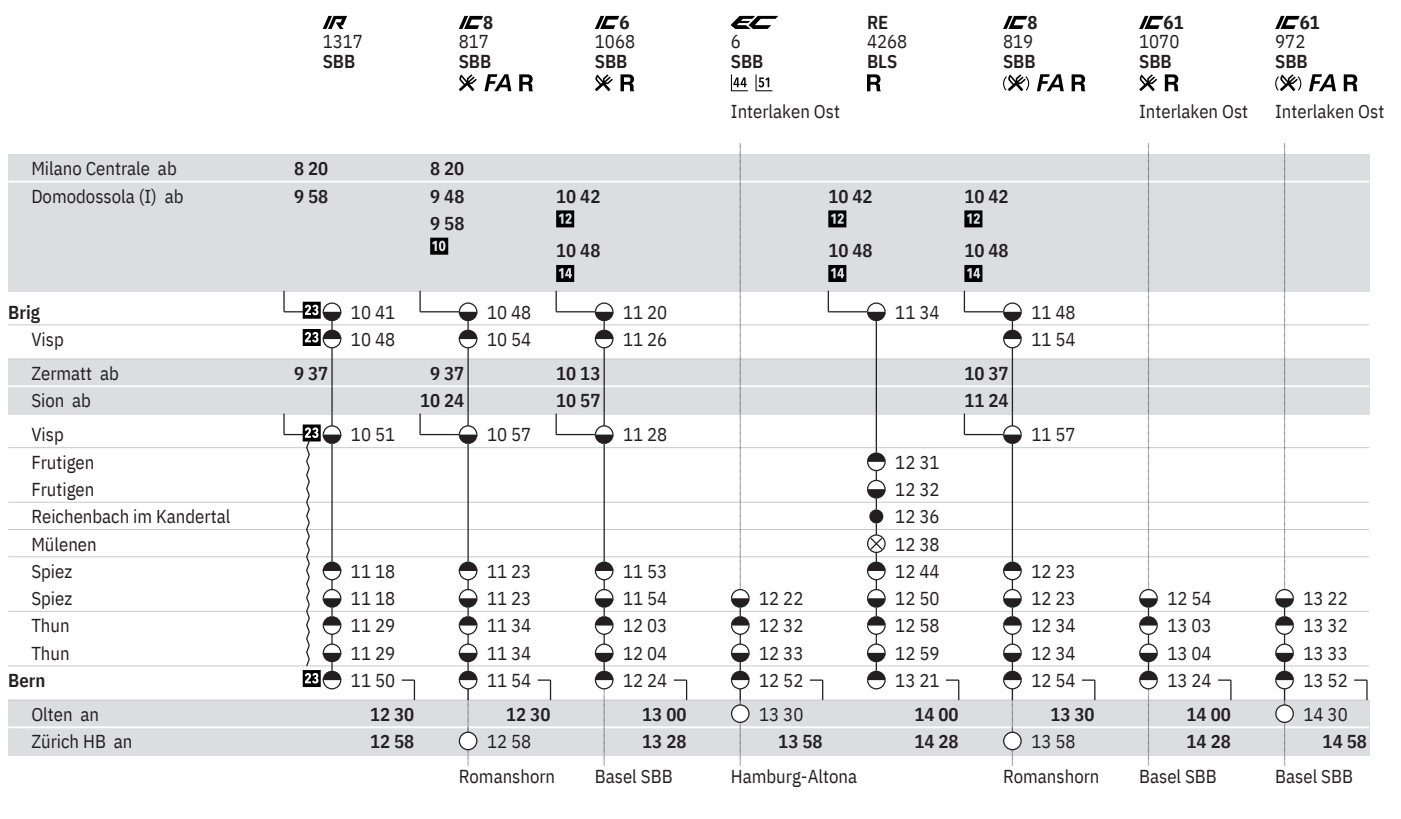 IR IC 8 IC 6 EC RE IC 8 IC 61 IC 61
1317 817 1068 6 4268 819 1070 972
SBB SBB SBB SBB BLS SBB SBB SBB
FA R R 44 51 R FA R R FA R
Interlaken Ost Interlaken Ost Interlaken Ost
Milano Centrale ab 8 20 8 20
Domodossola (I) ab 9 58 9 48 10 42 10 42 10 42
12 12 12
9 58 10 48 10 48 10 48
10 14 14 14
Brig 23 10 41 10 48 11 20 11 34 11 48
Visp 23 10 48 10 54 11 26 11 54
Zermatt ab 9 37 9 37 10 13 10 37
Sion ab 10 24 10 57 11 24
Visp 23 10 51 10 57 11 28 11 57
Frutigen 12 31
Frutigen 12 32
Reichenbach im Kandertal 12 36
Mülenen 12 38
Spiez 11 18 11 23 11 53 12 44 12 23
Spiez 11 18 11 23 11 54 12 22 12 50 12 23 12 54 13 22
Thun 11 29 11 34 12 03 12 32 12 58 12 34 13 03 13 32
Thun 11 29 11 34 12 04 12 33 12 59 12 34 13 04 13 33
Bern 23 11 50 11 54 12 24 12 52 13 21 12 54 13 24 13 52
Olten an 12 30 12 30 13 00 13 30 14 00 13 30 14 00 14 30
Zürich HB an 12 58 12 58 13 28 13 58 14 28 13 58 14 28 14 58
Romanshorn Basel SBB Hamburg-Altona Romanshorn Basel SBB Basel SBB